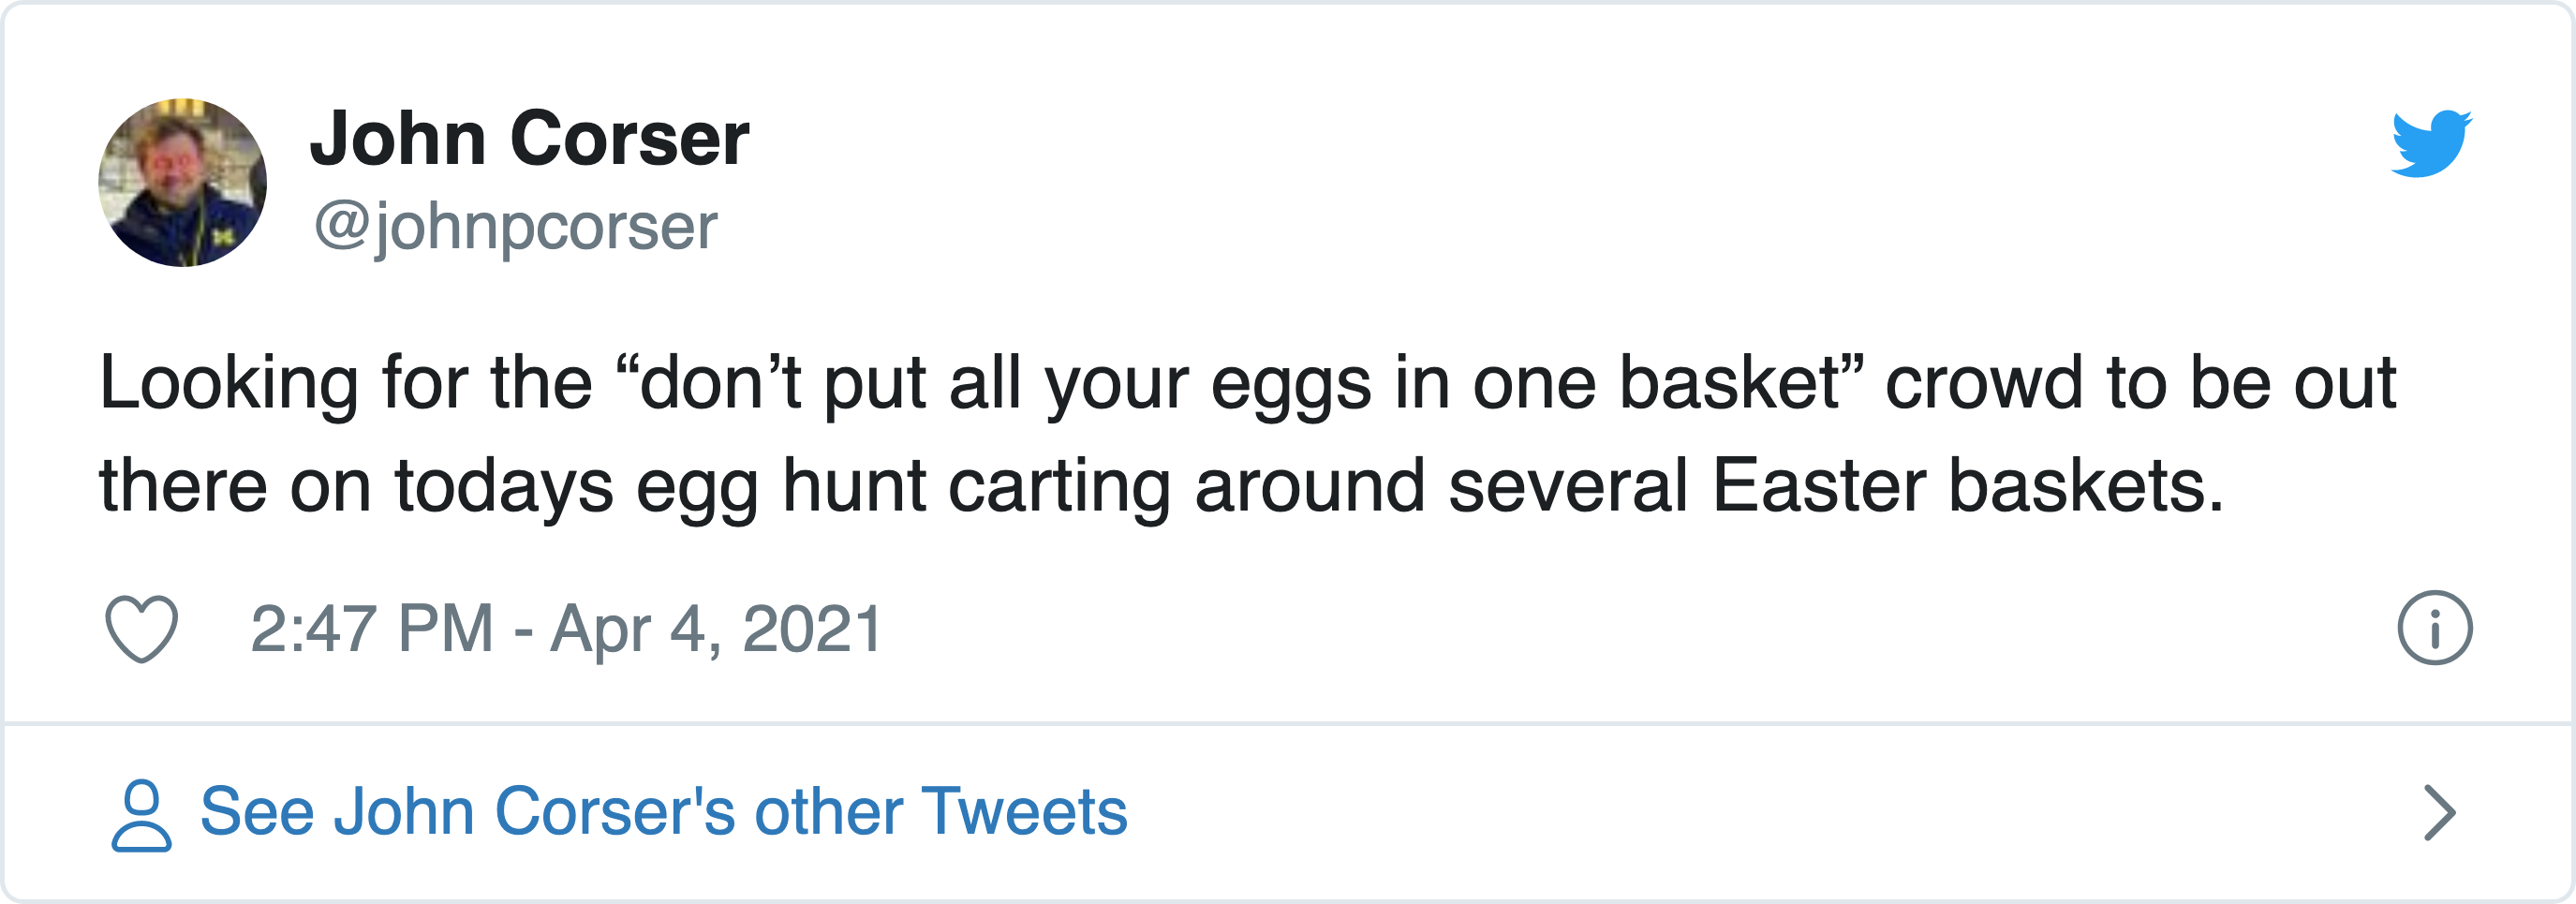 John Corser
@johnpcorser
Looking for the “don’t put all your eggs in one basket” crowd to be out
there on todays egg hunt carting around several Easter baskets.
2:47 PM - Apr 4, 2021
See John Corser's other Tweets